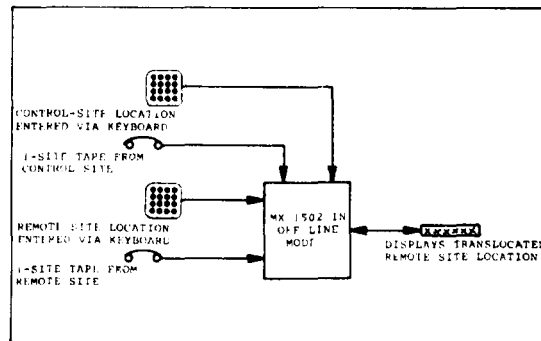 CONTROL-SITE LOCATION
ENTERED VIA KEYBOARD
1-SITE TAPE FROM
CONTROL SITE
REMOTE SITE LOCATION
ENTERED VIA KEYBOARD
1-SITE TAPE FROM
REMOTE SITE
MX 1502 IN
OFF LINE
MODE
XXXXXX
DISPLAYS TRANSLOCATED
REMOTE SITE LOCATION